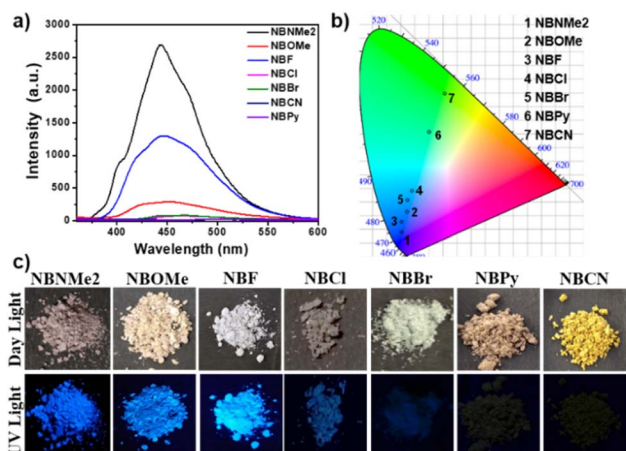 a)
3000
2500
2000
1500
1000
500
0
Intensity (a.u.)
400 450 500 550 600
Wavelength (nm)
NBNMe2
NBOMe
NBF
NBCl
NBBr
NBCN
NBPy
b)
520
540
560
580
600
620
700
490
480
470
460
1 NBNMe2
2 NBOMe
3 NBF
4 NBCl
5 NBBr
6 NBPy
7 NBCN
7
6
4
5
2
3
1
c)
NBNMe2 NBOMe NBF NBCl NBBr NBPy NBCN
Day Light
UV Light